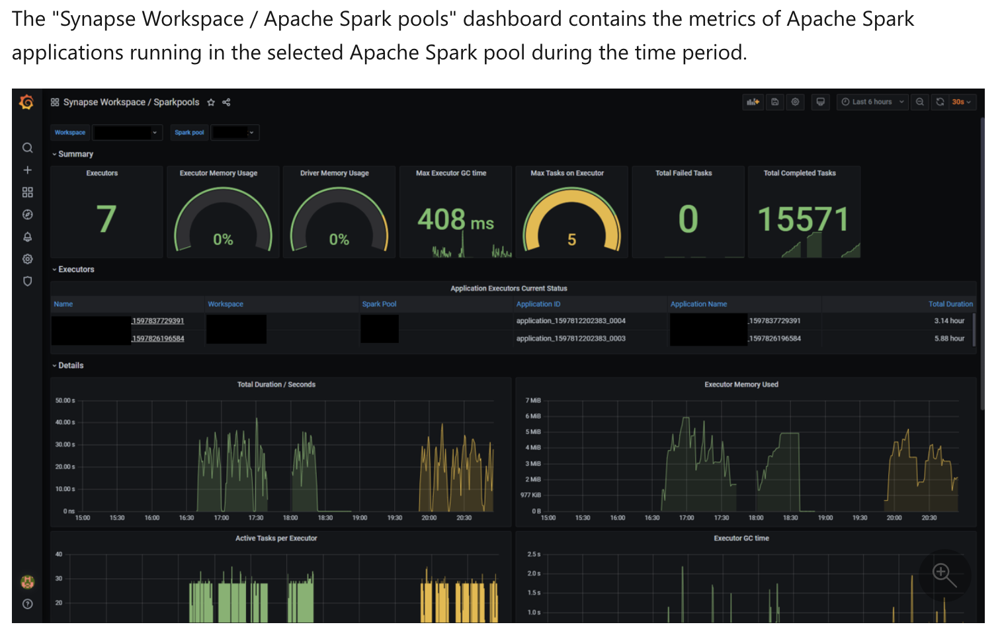 The "Synapse Workspace / Apache Spark pools" dashboard contains the metrics of Apache Spark
applications running in the selected Apache Spark pool during the time period.
Synapse Workspace / Sparkpools
Last 6 hours
30s
Workspace
Spark pool
Summary
Executors
Executor Memory Usage
Driver Memory Usage
Max Executor GC time
Max Tasks on Executor
Total Failed Tasks
Total Completed Tasks
7
0%
0%
408 ms
5
0
15571
Executors
Application Executors Current Status
Name Workspace Spark Pool Application ID Application Name Total Duration
_1597837729391 application_1597812202383_0004 _1597837729391 3.14 hour
_1597826196584 application_1597812202383_0003 _1597826196584 5.88 hour
Details
Total Duration / Seconds
50.00 s
40.00 s
30.00 s
20.00 s
10.00 s
0 ns
15:00 15:30 16:00 16:30 17:00 17:30 18:00 18:30 19:00 19:30 20:00 20:30
Executor Memory Used
7 MiB
6 MiB
5 MiB
4 MiB
3 MiB
2 MiB
977 KiB
0 B
15:00 15:30 16:00 16:30 17:00 17:30 18:00 18:30 19:00 19:30 20:00 20:30
Active Tasks per Executor
40
30
20
Executor GC time
2.5 s
2.0 s
1.5 s
1.0 s